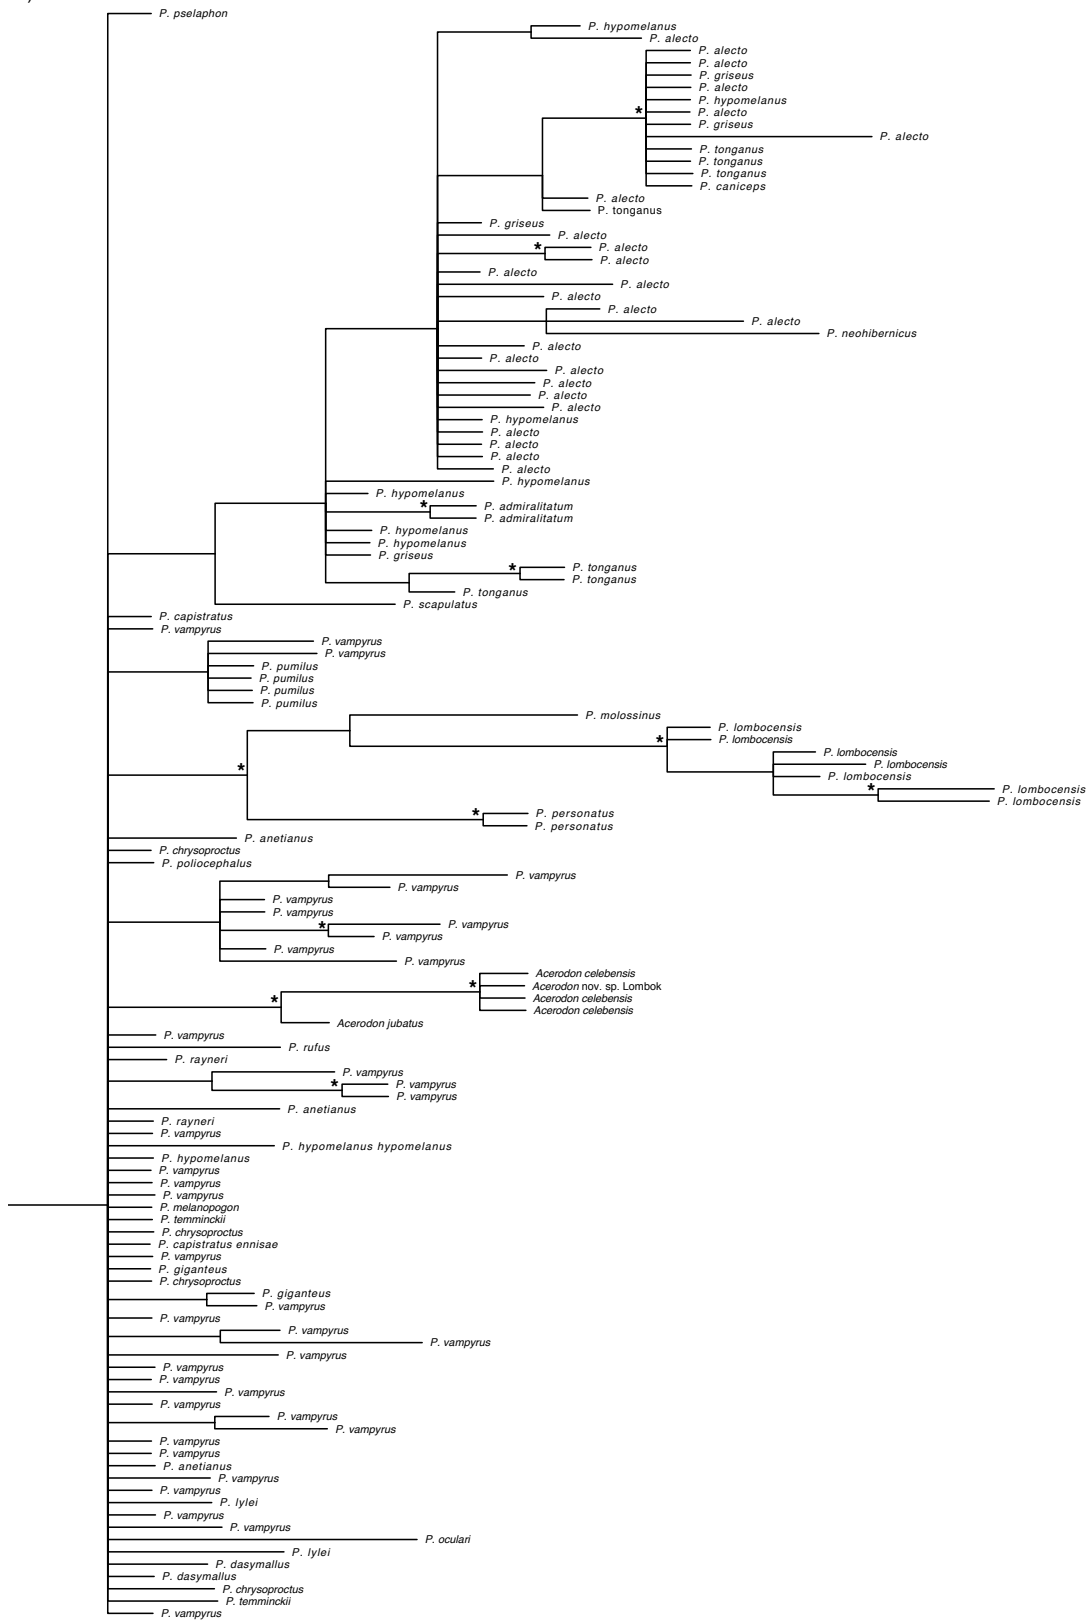 P. pselaphon
P. hypomelanus
P. alecto
P. alecto
P. alecto
P. griseus
P. alecto
P. hypomelanus
* P. alecto
P. griseus
P. alecto
P. tonganus
P. tonganus
P. tonganus
P. caniceps
P. alecto
P. tonganus
P. griseus
P. alecto
* P. alecto
P. alecto
P. alecto
P. alecto
P. alecto
P. alecto
P. alecto
P. neohibernicus
P. alecto
P. alecto
P. alecto
P. alecto
P. alecto
P. alecto
P. hypomelanus
P. alecto
P. alecto
P. alecto
P. alecto
P. hypomelanus
P. hypomelanus
* P. admiralitatum
P. admiralitatum
P. hypomelanus
P. hypomelanus
P. griseus
* P. tonganus
P. tonganus
P. tonganus
P. scapulatus
P. capistratus
P. vampyrus
P. vampyrus
P. vampyrus
P. pumilus
P. pumilus
P. pumilus
P. pumilus
P. molossinus
P. lombocensis
* P. lombocensis
P. lombocensis
* P. lombocensis
P. lombocensis
* P. lombocensis
P. lombocensis
* P. personatus
P. personatus
P. anetianus
P. chrysoproctus
P. poliocephalus
P. vampyrus
P. vampyrus
P. vampyrus
P. vampyrus
* P. vampyrus
P. vampyrus
P. vampyrus
P. vampyrus
Acerodon celebensis
* Acerodon nov. sp. Lombok
* Acerodon celebensis
Acerodon celebensis
Acerodon jubatus
P. vampyrus
P. rufus
P. rayneri
P. vampyrus
* P. vampyrus
P. vampyrus
P. anetianus
P. rayneri
P. vampyrus
P. hypomelanus hypomelanus
P. hypomelanus
P. vampyrus
P. vampyrus
P. vampyrus
P. melanopogon
P. temminckii
P. chrysoproctus
P. capistratus ennisae
P. vampyrus
P. giganteus
P. chrysoproctus
P. giganteus
P. vampyrus
P. vampyrus
P. vampyrus
P. vampyrus
P. vampyrus
P. vampyrus
P. vampyrus
P. vampyrus
P. vampyrus
P. vampyrus
P. vampyrus
P. vampyrus
P. vampyrus
P. anetianus
P. vampyrus
P. vampyrus
P. lylei
P. vampyrus
P. vampyrus
P. oculari
P. lylei
P. dasymallus
P. dasymallus
P. chrysoproctus
P. temminckii
P. vampyrus